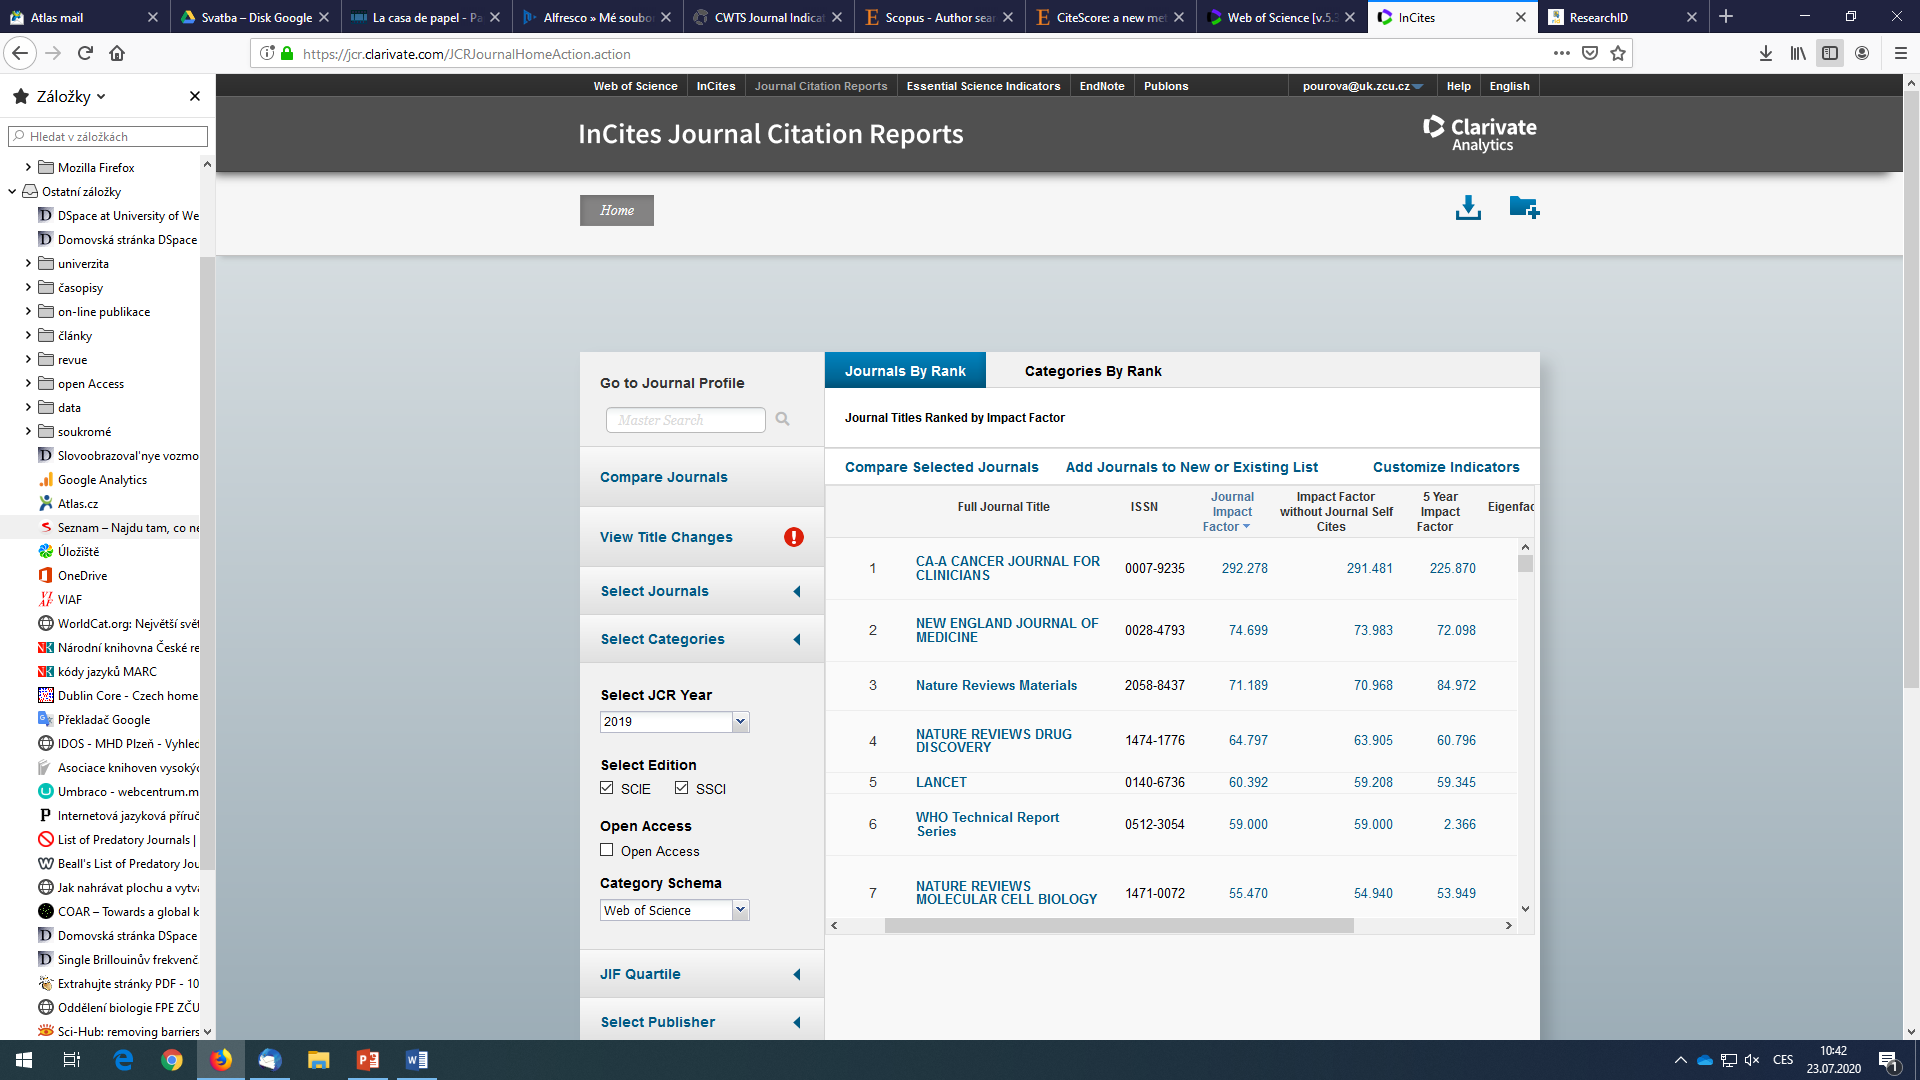 Atlas mail
Svatba – Disk Google
La casa de papel - Pa
Alfresco » Mé soubo
CWTS Journal Indicat
Scopus - Author sear
CiteScore: a new met
Web of Science [v.5.3
InCites
ResearchID
https://jcr.clarivate.com/JCRJournalHomeAction.action
Záložky
Hledat v záložkách
Mozilla Firefox
Ostatní záložky
DSpace at University of We
Domovská stránka DSpace
univerzita
časopisy
on-line publikace
články
revue
open Access
data
soukromé
Slovoobrazoval'nye vozmo
Google Analytics
Atlas.cz
Seznam – Najdu tam, co ne
Úložiště
OneDrive
VIAF
WorldCat.org: Největší svět
Národní knihovna České re
kódy jazyků MARC
Dublin Core - Czech home
Překladač Google
IDOS - MHD Plzeň - Vyhled
Asociace knihoven vysokýc
Umbraco - webcentrum.m
Internetová jazyková příruč
List of Predatory Journals |
Beall's List of Predatory Jou
Jak nahrávat plochu a vytvá
COAR – Towards a global k
Domovská stránka DSpace
Single Brillouinův frekvenč
Extrahujte stránky PDF - 10
Oddělení biologie FPE ZČU
Sci-Hub: removing barriers
Web of Science
InCites
Journal Citation Reports
Essential Science Indicators
EndNote
Publons
pourova@uk.zcu.cz
Help
English
InCites Journal Citation Reports
Clarivate
Analytics
Home
Go to Journal Profile
Master Search
Compare Journals
View Title Changes
Select Journals
Select Categories
Select JCR Year
2019
Select Edition
SCIE SSCI
Open Access
Open Access
Category Schema
Web of Science
JIF Quartile
Select Publisher
Journals By Rank
Categories By Rank
Journal Titles Ranked by Impact Factor
Compare Selected Journals
Add Journals to New or Existing List
Customize Indicators
Full Journal Title
ISSN
Journal
Impact
Factor
Impact Factor
without Journal Self
Cites
5 Year
Impact
Factor
Eigenfac
1 CA-A CANCER JOURNAL FOR
CLINICIANS 0007-9235 292.278 291.481 225.870
2 NEW ENGLAND JOURNAL OF
MEDICINE 0028-4793 74.699 73.983 72.098
3 Nature Reviews Materials 2058-8437 71.189 70.968 84.972
4 NATURE REVIEWS DRUG
DISCOVERY 1474-1776 64.797 63.905 60.796
5 LANCET 0140-6736 60.392 59.208 59.345
6 WHO Technical Report
Series 0512-3054 59.000 59.000 2.366
7 NATURE REVIEWS
MOLECULAR CELL BIOLOGY 1471-0072 55.470 54.940 53.949
CES
10:42
23.07.2020
1